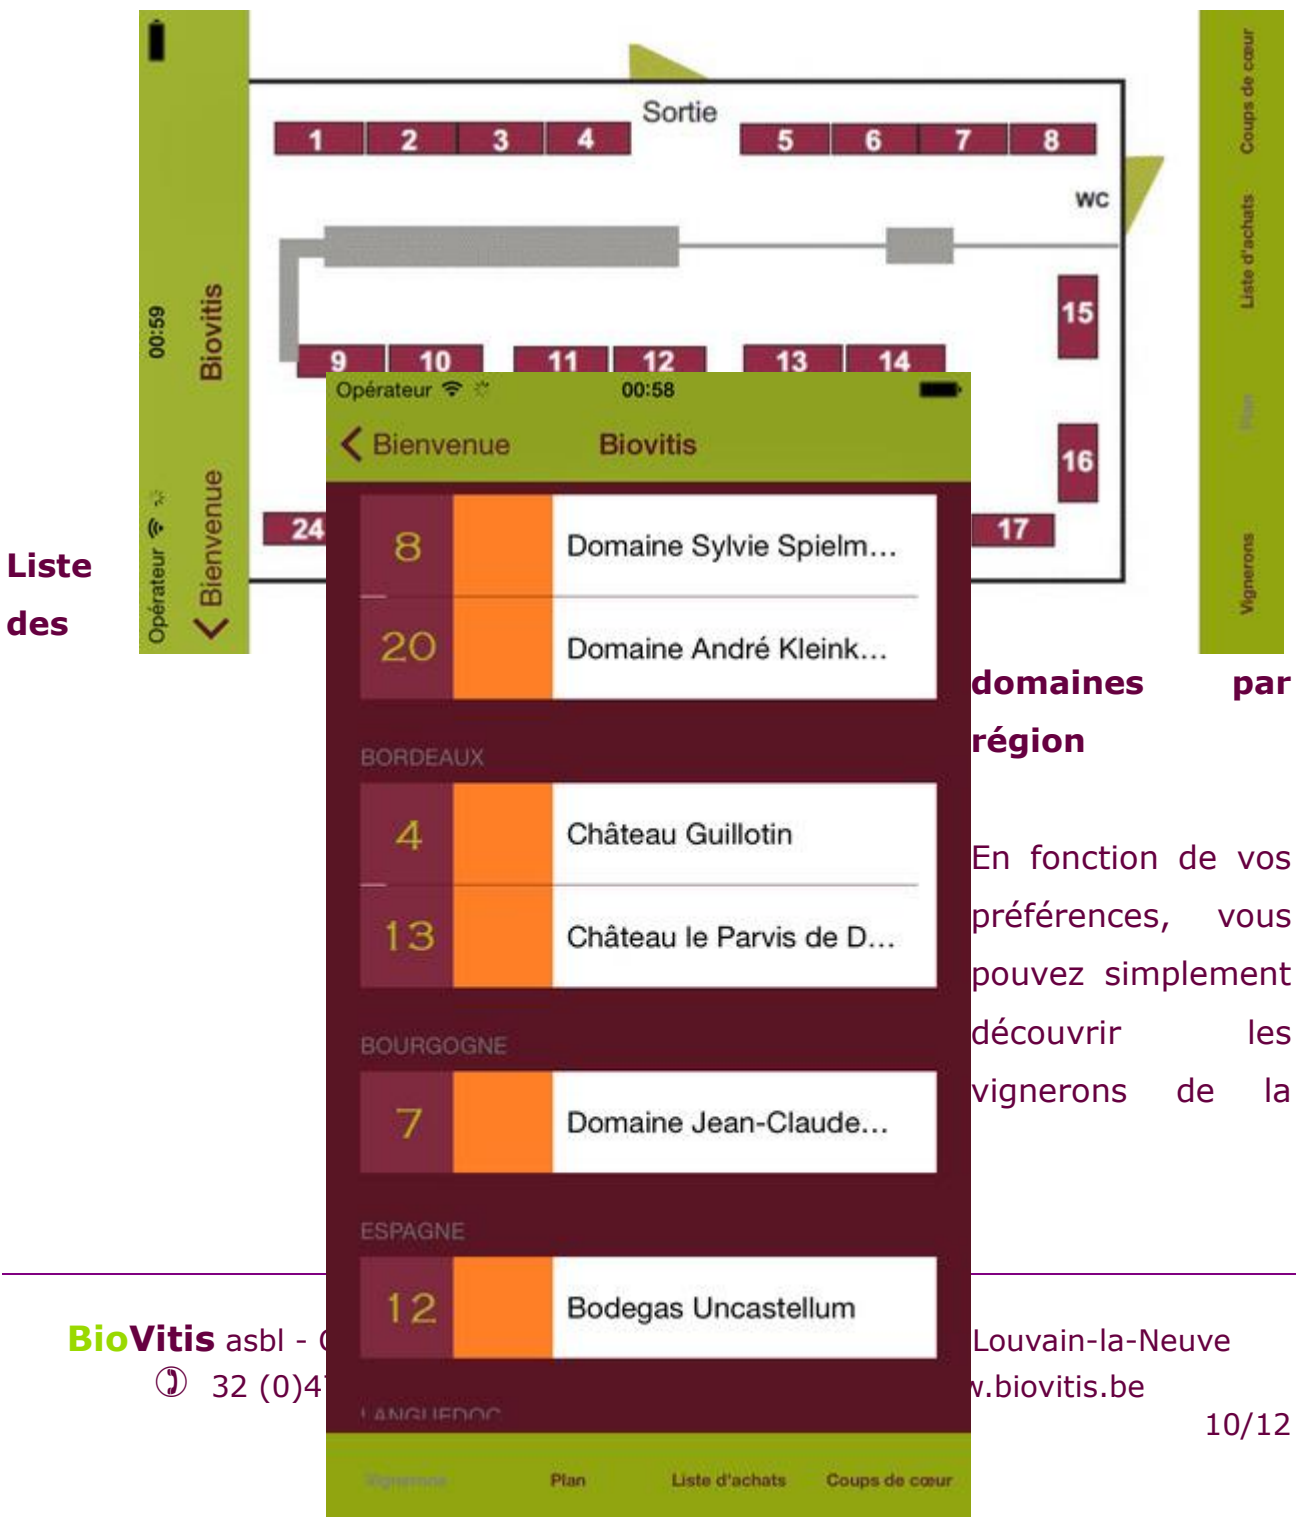 Opérateur
00:59
Bienvenue
Biovitis
Sortie
1 2 3 4 5 6 7 8
WC
15
9 10 11 12 13 14
16
24 17
Vignerons Plan Liste d'achats Coups de cœur
Liste
des
domaines par
région
En fonction de vos
préférences, vous
pouvez simplement
découvrir les
vignerons de la
Opérateur 00:58
Bienvenue Biovitis
8 Domaine Sylvie Spielm...
20 Domaine André Kleink...
BORDEAUX
4 Château Guillotin
13 Château le Parvis de D...
BOURGOGNE
7 Domaine Jean-Claude...
ESPAGNE
12 Bodegas Uncastellum
LANGUEDOC
Vignerons Plan Liste d'achats Coups de cœur
BioVitis asbl - Louvain-la-Neuve
32 (0)4 .biovitis.be
10/12